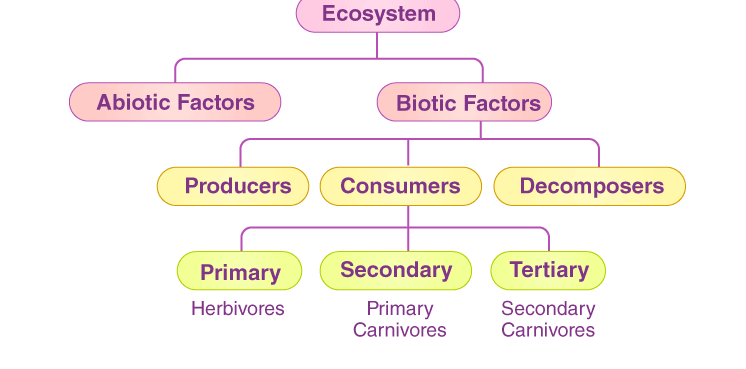 Ecosystem
Abiotic Factors
Biotic Factors
Producers
Consumers
Decomposers
Primary
Secondary
Tertiary
Herbivores
Primary
Carnivores
Secondary
Carnivores